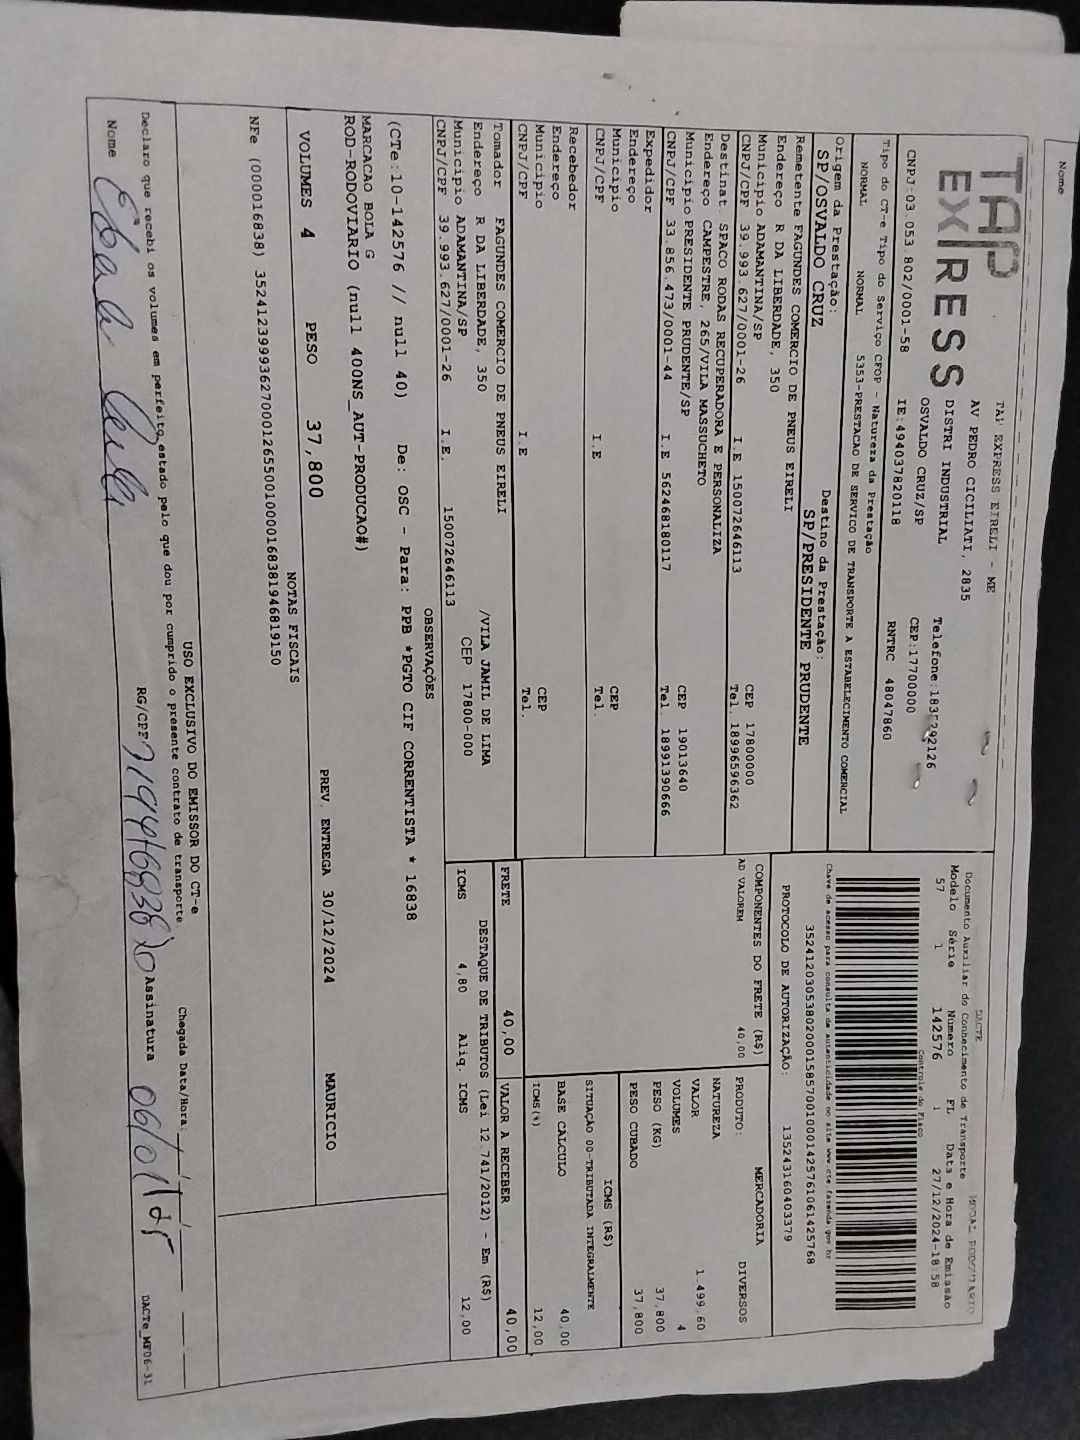 Nome
TAP EXPRESS
TAP EXPRESS EIRELI - ME
AV PEDRO CICILIATI, 2835
DISTRI INDUSTRIAL
OSVALDO CRUZ/SP
CNPJ:03.053.802/0001-58
IE:494037820118
CEP:17700000
RNTRC 48047860
Tipo do CT-e Tipo do Serviço CFOP - Natureza da Prestação
NORMAL NORMAL 5353-PRESTACAO DE SERVICO DE TRANSPORTE A ESTABELECIMENTO COMERCIAL
Origem da Prestação: Destino da Prestação:
SP/OSVALDO CRUZ SP/PRESIDENTE PRUDENTE
Remetente FAGUNDES COMERCIO DE PNEUS EIRELI
Endereço R DA LIBERDADE, 350
Municipio ADAMANTINA/SP CEP 17800000
CNPJ/CPF 39.993.627/0001-26 I.E 150072646113 Tel. 18996596362
Destinat. SPACO RODAS RECUPERADORA E PERSONALIZA
Endereço CAMPESTRE, 265/VILA MASSUCHETO
Municipio PRESIDENTE PRUDENTE/SP CEP 19013640
CNPJ/CPF 33.856.473/0001-44 I.E 562468180117 Tel. 18991390666
Expedidor
Endereço
Municipio CEP
CNPJ/CPF I.E Tel.
Recebedor
Endereço
Municipio CEP
CNPJ/CPF I.E Tel.
Tomador FAGUNDES COMERCIO DE PNEUS EIRELI
Endereço R DA LIBERDADE, 350 /VILA JAMIL DE LIMA
Municipio ADAMANTINA/SP CEP 17800-000
CNPJ/CPF 39.993.627/0001-26 I.E. 150072646113
DACTE MODAL RODOVIARIO
Documento Auxiliar do Conhecimento de Transporte
Modelo Série Número FL Data e Hora de Emissão
57 1 142576 1 27/12/2024-18:58
Controle do Fisco
Chave de acesso para consulta de autenticidade no site www.cte.fazenda.gov.br
35241203053802000158570010001425761061425768
PROTOCOLO DE AUTORIZAÇÃO: 135243160403379
COMPONENTES DO FRETE (R$)
AD VALOREM 40,00
PRODUTO: MERCADORIA
NATUREZA DIVERSOS
VALOR 1.499,60
VOLUMES 4
PESO (KG) 37,800
PESO CUBADO 37,800
ICMS (R$)
SITUAÇÃO 00-TRIBUTADA INTEGRALMENTE
BASE CÁLCULO 40,00
ICMS(%) 12,00
FRETE 40,00 VALOR A RECEBER 40,00
DESTAQUE DE TRIBUTOS (Lei 12.741/2012) - Em (R$)
ICMS 4,80 Aliq. ICMS 12,00
OBSERVAÇÕES
(CTe:10-142576 // null 40) De: OSC - Para: PPB *PGTO CIF CORRENTISTA * 16838
MARCACAO BOLA G
ROD-RODOVIARIO (null 400NS_AUT-PRODUCAO#)
VOLUMES 4 PESO 37,800 PREV. ENTREGA 30/12/2024 MAURICIO
NOTAS FISCAIS
NFe (000016838) 35241239993627000126550010000168381946819150
USO EXCLUSIVO DO EMISSOR DO CT-e
Declaro que recebi os volumes em perfeito estado pelo que dou por cumprido o presente contrato de transporte. Chegada Data/Hora:
Nome RG/CPF Assinatura 06/01/25
DACTe_MF06-31